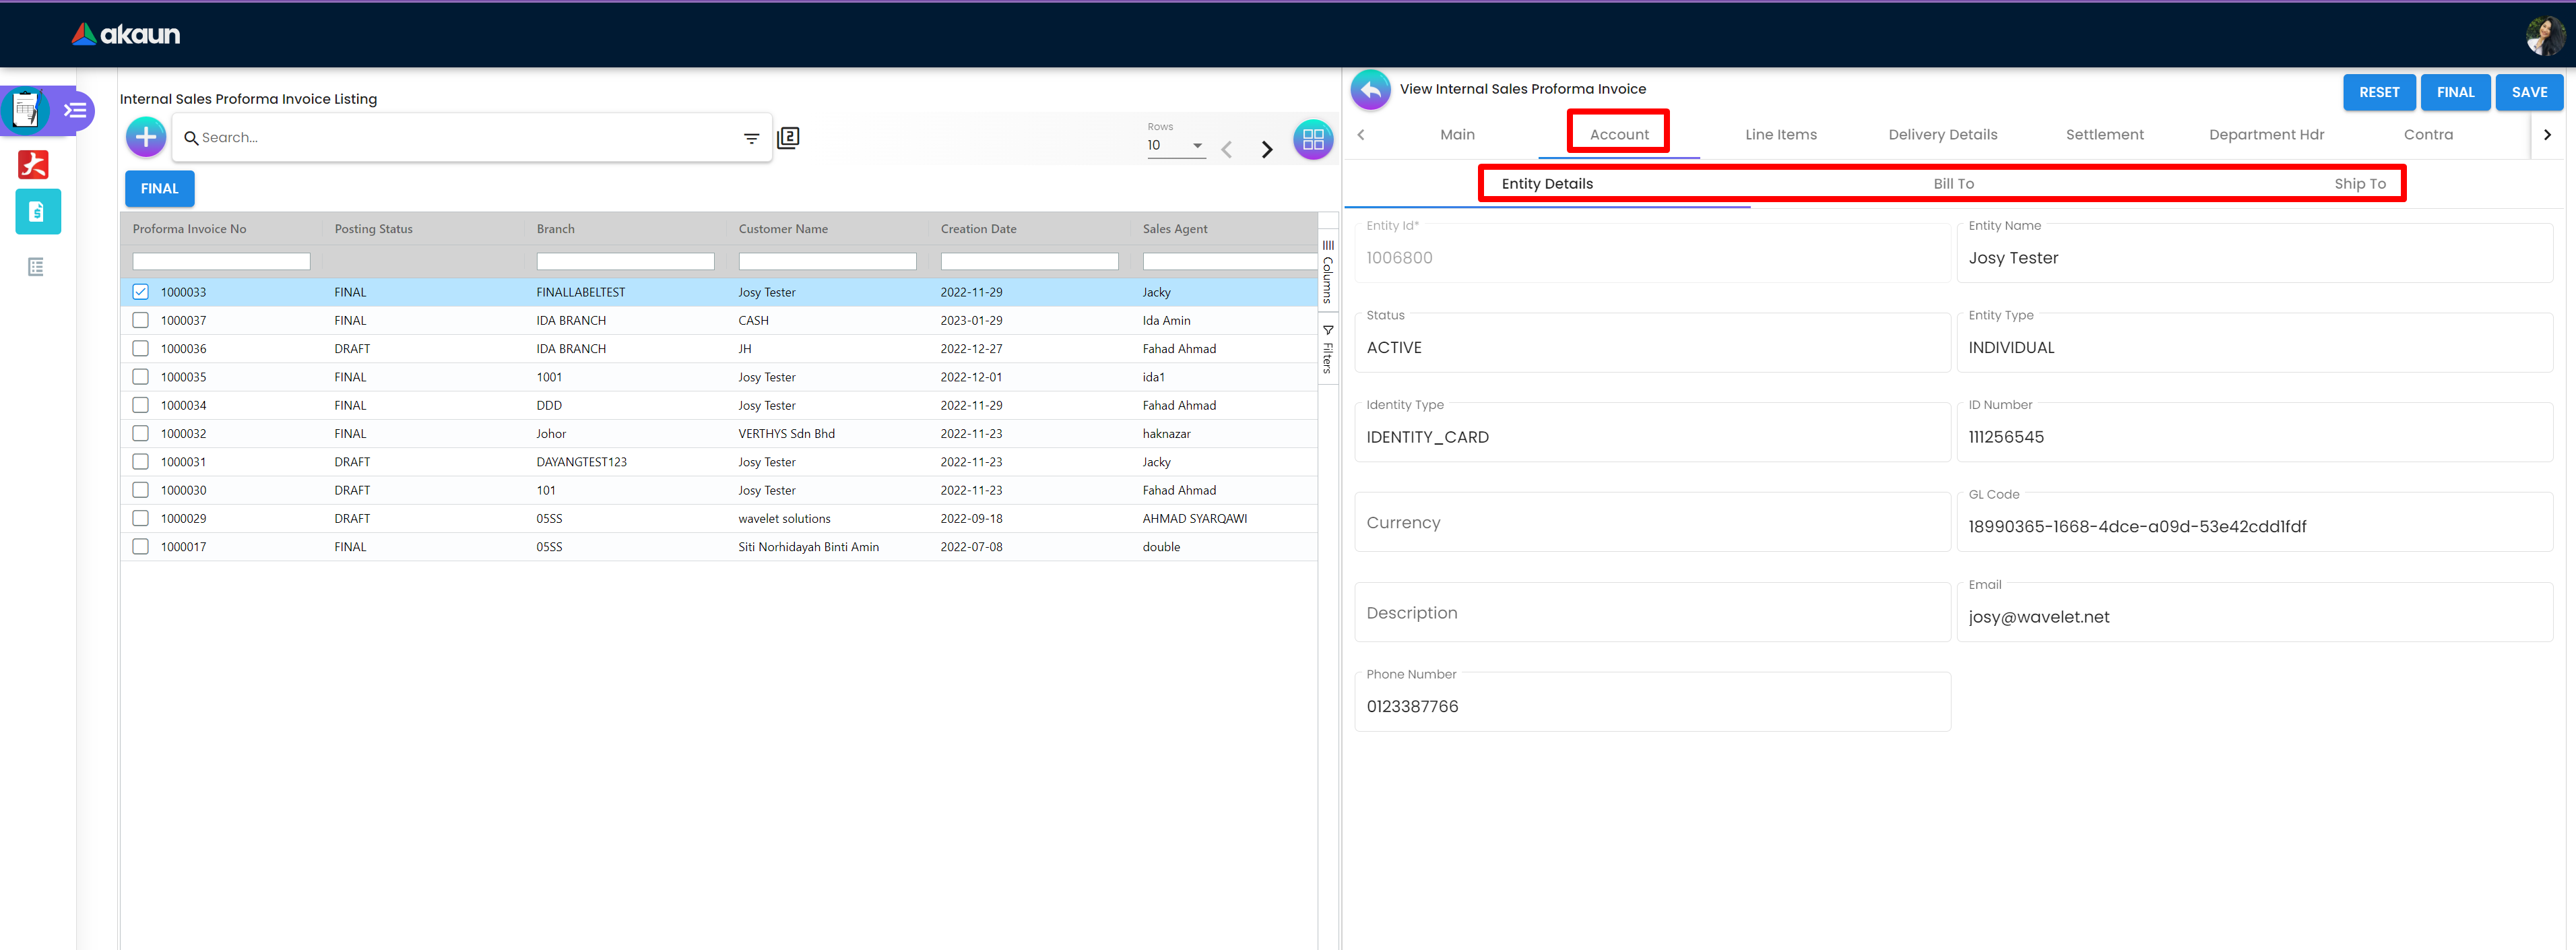 akaun
Internal Sales Proforma Invoice Listing
Search...
2
Rows
10
FINAL
Proforma Invoice No Posting Status Branch Customer Name Creation Date Sales Agent
1000033 FINAL FINALLABELTEST Josy Tester 2022-11-29 Jacky
1000037 FINAL IDA BRANCH CASH 2023-01-29 Ida Amin
1000036 DRAFT IDA BRANCH JH 2022-12-27 Fahad Ahmad
1000035 FINAL 1001 Josy Tester 2022-12-01 ida1
1000034 FINAL DDD Josy Tester 2022-11-29 Fahad Ahmad
1000032 FINAL Johor VERTHYS Sdn Bhd 2022-11-23 haknazar
1000031 DRAFT DAYANGTEST123 Josy Tester 2022-11-23 Jacky
1000030 DRAFT 101 Josy Tester 2022-11-23 Fahad Ahmad
1000029 DRAFT 05SS wavelet solutions 2022-09-18 AHMAD SYARQAWI
1000017 FINAL 05SS Siti Norhidayah Binti Amin 2022-07-08 double
Columns
Filters
View Internal Sales Proforma Invoice
RESET FINAL SAVE
Main Account Line Items Delivery Details Settlement Department Hdr Contra
Entity Details Bill To Ship To
Entity Id*
1006800
Entity Name
Josy Tester
Status
ACTIVE
Entity Type
INDIVIDUAL
Identity Type
IDENTITY_CARD
ID Number
111256545
Currency
GL Code
18990365-1668-4dce-a09d-53e42cdd1fdf
Description
Email
josy@wavelet.net
Phone Number
0123387766